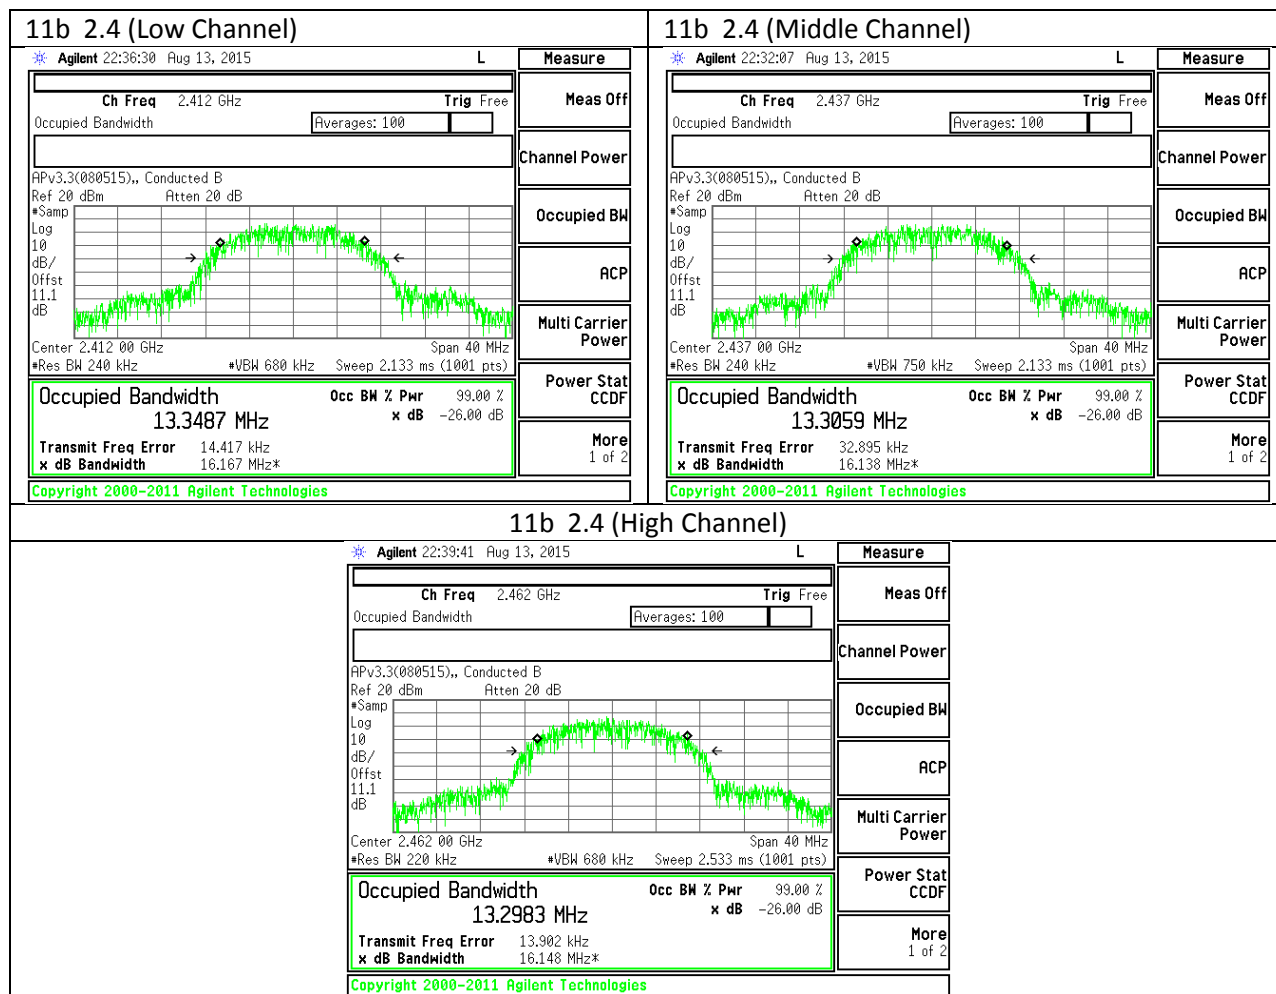 11b  2.4 (Low Channel)
Agilent 22:36:30  Aug 13, 2015  L
Measure
Ch Freq  2.412 GHz  Trig Free
Occupied Bandwidth  Averages: 100
APv3.3(080515),, Conducted B
Ref 20 dBm  Atten 20 dB
#Samp
Log
10
dB/
Offst
11.1
dB
Center 2.412 00 GHz  Span 40 MHz
#Res BW 240 kHz  #VBW 680 kHz  Sweep 2.133 ms (1001 pts)
Occupied Bandwidth  Occ BW % Pwr  99.00 %
13.3487 MHz  x dB  -26.00 dB
Transmit Freq Error  14.417 kHz
x dB Bandwidth  16.167 MHz*
Copyright 2000-2011 Agilent Technologies
Meas Off
Channel Power
Occupied BW
ACP
Multi Carrier
Power
Power Stat
CCDF
More
1 of 2
11b  2.4 (Middle Channel)
Agilent 22:32:07  Aug 13, 2015  L
Measure
Ch Freq  2.437 GHz  Trig Free
Occupied Bandwidth  Averages: 100
APv3.3(080515),, Conducted B
Ref 20 dBm  Atten 20 dB
#Samp
Log
10
dB/
Offst
11.1
dB
Center 2.437 00 GHz  Span 40 MHz
#Res BW 240 kHz  #VBW 750 kHz  Sweep 2.133 ms (1001 pts)
Occupied Bandwidth  Occ BW % Pwr  99.00 %
13.3059 MHz  x dB  -26.00 dB
Transmit Freq Error  32.895 kHz
x dB Bandwidth  16.138 MHz*
Copyright 2000-2011 Agilent Technologies
Meas Off
Channel Power
Occupied BW
ACP
Multi Carrier
Power
Power Stat
CCDF
More
1 of 2
11b  2.4 (High Channel)
Agilent 22:39:41  Aug 13, 2015  L
Measure
Ch Freq  2.462 GHz  Trig Free
Occupied Bandwidth  Averages: 100
APv3.3(080515),, Conducted B
Ref 20 dBm  Atten 20 dB
#Samp
Log
10
dB/
Offst
11.1
dB
Center 2.462 00 GHz  Span 40 MHz
#Res BW 220 kHz  #VBW 680 kHz  Sweep 2.533 ms (1001 pts)
Occupied Bandwidth  Occ BW % Pwr  99.00 %
13.2983 MHz  x dB  -26.00 dB
Transmit Freq Error  13.902 kHz
x dB Bandwidth  16.148 MHz*
Copyright 2000-2011 Agilent Technologies
Meas Off
Channel Power
Occupied BW
ACP
Multi Carrier
Power
Power Stat
CCDF
More
1 of 2